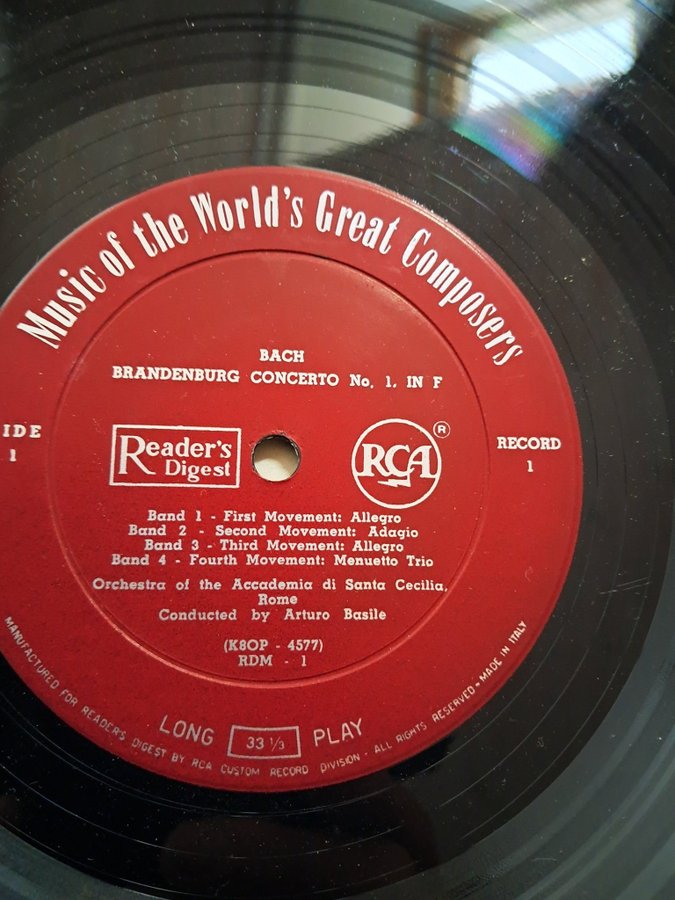 Music of the World's Great Composers
BACH
BRANDENBURG CONCERTO No. 1. IN F
IDE
1
Reader's
Digest
RCA
®
RECORD
1
Band 1 - First Movement: Allegro
Band 2 - Second Movement: Adagio
Band 3 - Third Movement: Allegro
Band 4 - Fourth Movement: Menuetto Trio
Orchestra of the Accademia di Santa Cecilia,
Rome
Conducted by Arturo Basile
(K8OP - 4577)
RDM - 1
LONG 33 1/3 PLAY
MANUFACTURED FOR READER'S DIGEST BY RCA CUSTOM RECORD DIVISION - ALL RIGHTS RESERVED - MADE IN ITALY